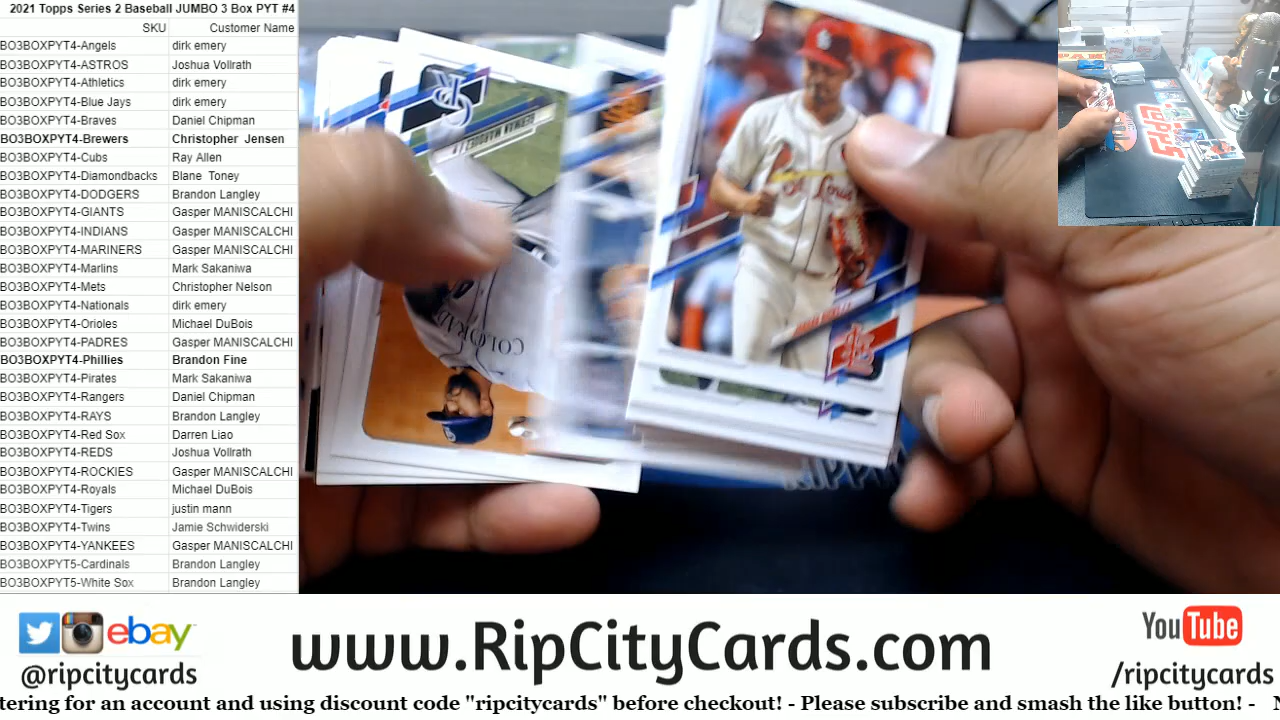 2021 Topps Series 2 Baseball JUMBO 3 Box PYT #4
SKU Customer Name
BO3BOXPYT4-Angels dirk emery
BO3BOXPYT4-ASTROS Joshua Vollrath
BO3BOXPYT4-Athletics dirk emery
BO3BOXPYT4-Blue Jays dirk emery
BO3BOXPYT4-Braves Daniel Chipman
BO3BOXPYT4-Brewers Christopher Jensen
BO3BOXPYT4-Cubs Ray Allen
BO3BOXPYT4-Diamondbacks Blane Toney
BO3BOXPYT4-DODGERS Brandon Langley
BO3BOXPYT4-GIANTS Gasper MANISCALCHI
BO3BOXPYT4-INDIANS Gasper MANISCALCHI
BO3BOXPYT4-MARINERS Gasper MANISCALCHI
BO3BOXPYT4-Marlins Mark Sakaniwa
BO3BOXPYT4-Mets Christopher Nelson
BO3BOXPYT4-Nationals dirk emery
BO3BOXPYT4-Orioles Michael DuBois
BO3BOXPYT4-PADRES Gasper MANISCALCHI
BO3BOXPYT4-Phillies Brandon Fine
BO3BOXPYT4-Pirates Mark Sakaniwa
BO3BOXPYT4-Rangers Daniel Chipman
BO3BOXPYT4-RAYS Brandon Langley
BO3BOXPYT4-Red Sox Darren Liao
BO3BOXPYT4-REDS Joshua Vollrath
BO3BOXPYT4-ROCKIES Gasper MANISCALCHI
BO3BOXPYT4-Royals Michael DuBois
BO3BOXPYT4-Tigers justin mann
BO3BOXPYT4-Twins Jamie Schwiderski
BO3BOXPYT4-YANKEES Gasper MANISCALCHI
BO3BOXPYT5-Cardinals Brandon Langley
BO3BOXPYT5-White Sox Brandon Langley
St. Louis
Topps
ebay
@ripcitycards
www.RipCityCards.com
YouTube
/ripcitycards
tering for an account and using discount code "ripcitycards" before checkout! - Please subscribe and smash the like button! -